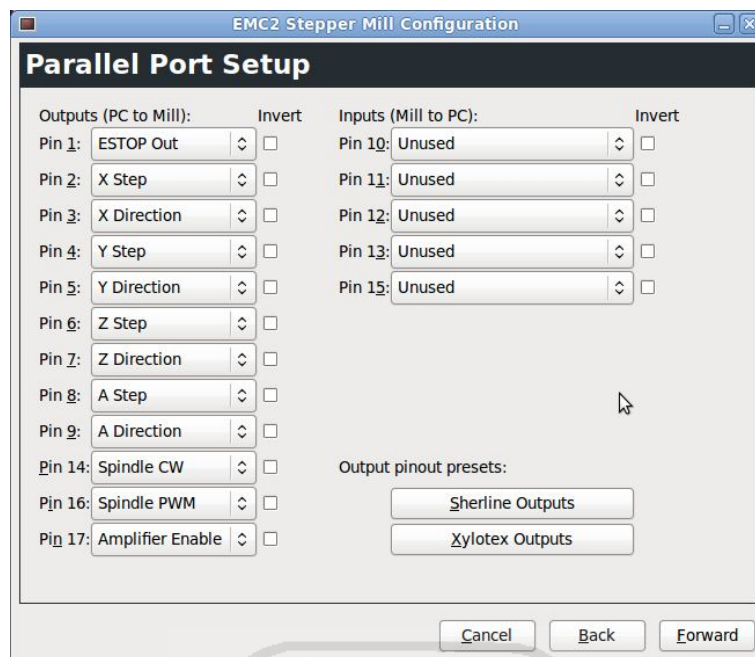 EMC2 Stepper Mill Configuration
Parallel Port Setup
Outputs (PC to Mill): Invert
Pin 1: ESTOP Out
Pin 2: X Step
Pin 3: X Direction
Pin 4: Y Step
Pin 5: Y Direction
Pin 6: Z Step
Pin 7: Z Direction
Pin 8: A Step
Pin 9: A Direction
Pin 14: Spindle CW
Pin 16: Spindle PWM
Pin 17: Amplifier Enable
Inputs (Mill to PC): Invert
Pin 10: Unused
Pin 11: Unused
Pin 12: Unused
Pin 13: Unused
Pin 15: Unused
Output pinout presets:
Sherline Outputs
Xylotex Outputs
Cancel Back Forward